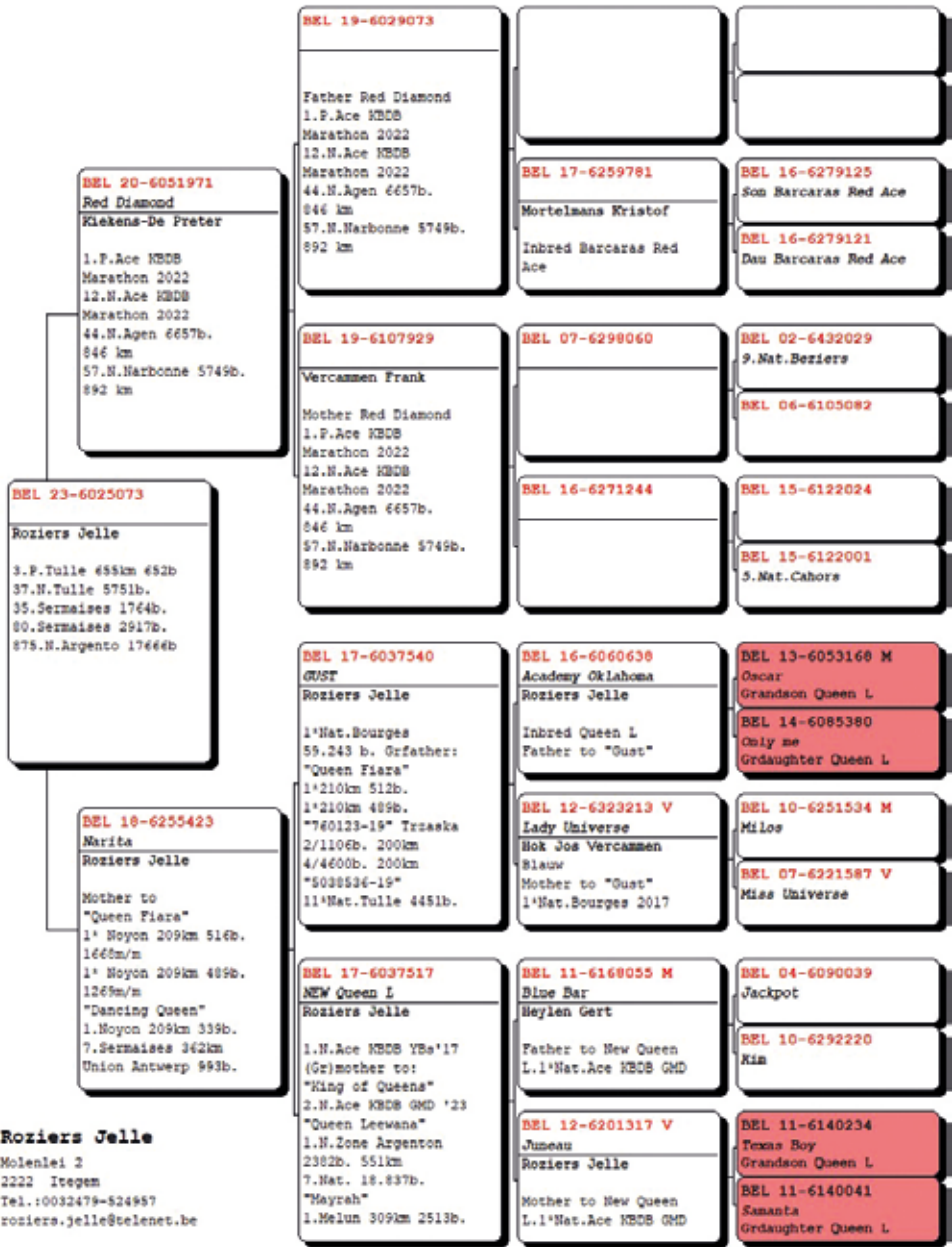 BEL 23-6025073
Roziers Jelle
3.P.Tulle 655km 652b
37.N.Tulle 5751b.
35.Sermaises 1764b.
80.Sermaises 2917b.
875.N.Argento 17666b
BEL 20-6051971
Red Diamond
Kiekens-De Preter
1.P.Ace KBDB
Marathon 2022
12.N.Ace KBDB
Marathon 2022
44.N.Agen 6657b.
846 km
57.N.Narbonne 5749b.
892 km
BEL 18-6255423
Narita
Roziers Jelle
Mother to
"Queen Fiara"
1* Noyon 209km 516b.
1668m/m
1* Noyon 209km 489b.
1269m/m
"Dancing Queen"
1.Noyon 209km 339b.
7.Sermaises 362km
Union Antwerp 993b.
BEL 19-6029073
Father Red Diamond
1.P.Ace KBDB
Marathon 2022
12.N.Ace KBDB
Marathon 2022
44.N.Agen 6657b.
846 km
57.N.Narbonne 5749b.
892 km
BEL 19-6107929
Vercammen Frank
Mother Red Diamond
1.P.Ace KBDB
Marathon 2022
12.N.Ace KBDB
Marathon 2022
44.N.Agen 6657b.
846 km
57.N.Narbonne 5749b.
892 km
BEL 17-6037540
GUST
Roziers Jelle
1*Nat.Bourges
59.243 b. Grfather:
"Queen Fiara"
1*210km 512b.
1*210km 489b.
"760123-19" Trzaska
2/1106b. 200km
4/4600b. 200km
"5038536-19"
11*Nat.Tulle 4451b.
BEL 17-6037517
NEW Queen L
Roziers Jelle
1.N.Ace KBDB YBs'17
(Gr)mother to:
"King of Queens"
2.N.Ace KBDB GMD '23
"Queen Leewana"
1.N.Zone Argenton
2382b. 551km
7.Nat. 18.837b.
"Mayrah"
1.Melun 309km 2513b.
BEL 17-6259781
Mortelmans Kristof
Inbred Barcaras Red
Ace
BEL 07-6298060
BEL 16-6271244
BEL 16-6060638
Academy Oklahoma
Roziers Jelle
Inbred Queen L
Father to "Gust"
BEL 12-6323213 V
Lady Universe
Hok Jos Vercammen
Blauw
Mother to "Gust"
1*Nat.Bourges 2017
BEL 11-6168055 M
Blue Bar
Heylen Gert
Father to New Queen
L.1*Nat.Ace KBDB GMD
BEL 12-6201317 V
Juneau
Roziers Jelle
Mother to New Queen
L.1*Nat.Ace KBDB GMD
BEL 16-6279125
Son Barcaras Red Ace
BEL 16-6279121
Dau Barcaras Red Ace
BEL 02-6432029
9.Nat.Beziers
BEL 06-6105082
BEL 15-6122024
BEL 15-6122001
5.Nat.Cahors
BEL 13-6053168 M
Oscar
Grandson Queen L
BEL 14-6085380
Only me
Grdaughter Queen L
BEL 10-6251534 M
Milos
BEL 07-6221587 V
Miss Universe
BEL 04-6090039
Jackpot
BEL 10-6292220
Kim
BEL 11-6140234
Texas Boy
Grandson Queen L
BEL 11-6140041
Samanta
Grdaughter Queen L
Roziers Jelle
Molenlei 2
2222 Itegem
Tel.:0032479-524957
roziers.jelle@telenet.be